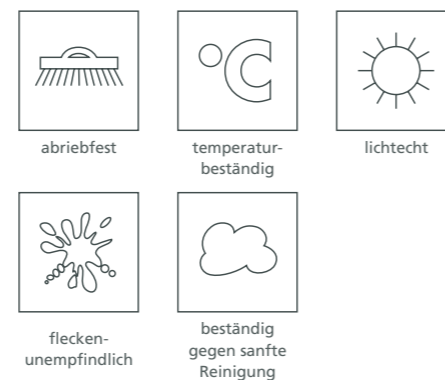 °C
abriebfest
temperatur-
beständig
lichtecht
flecken-
unempfindlich
beständig
gegen sanfte
Reinigung